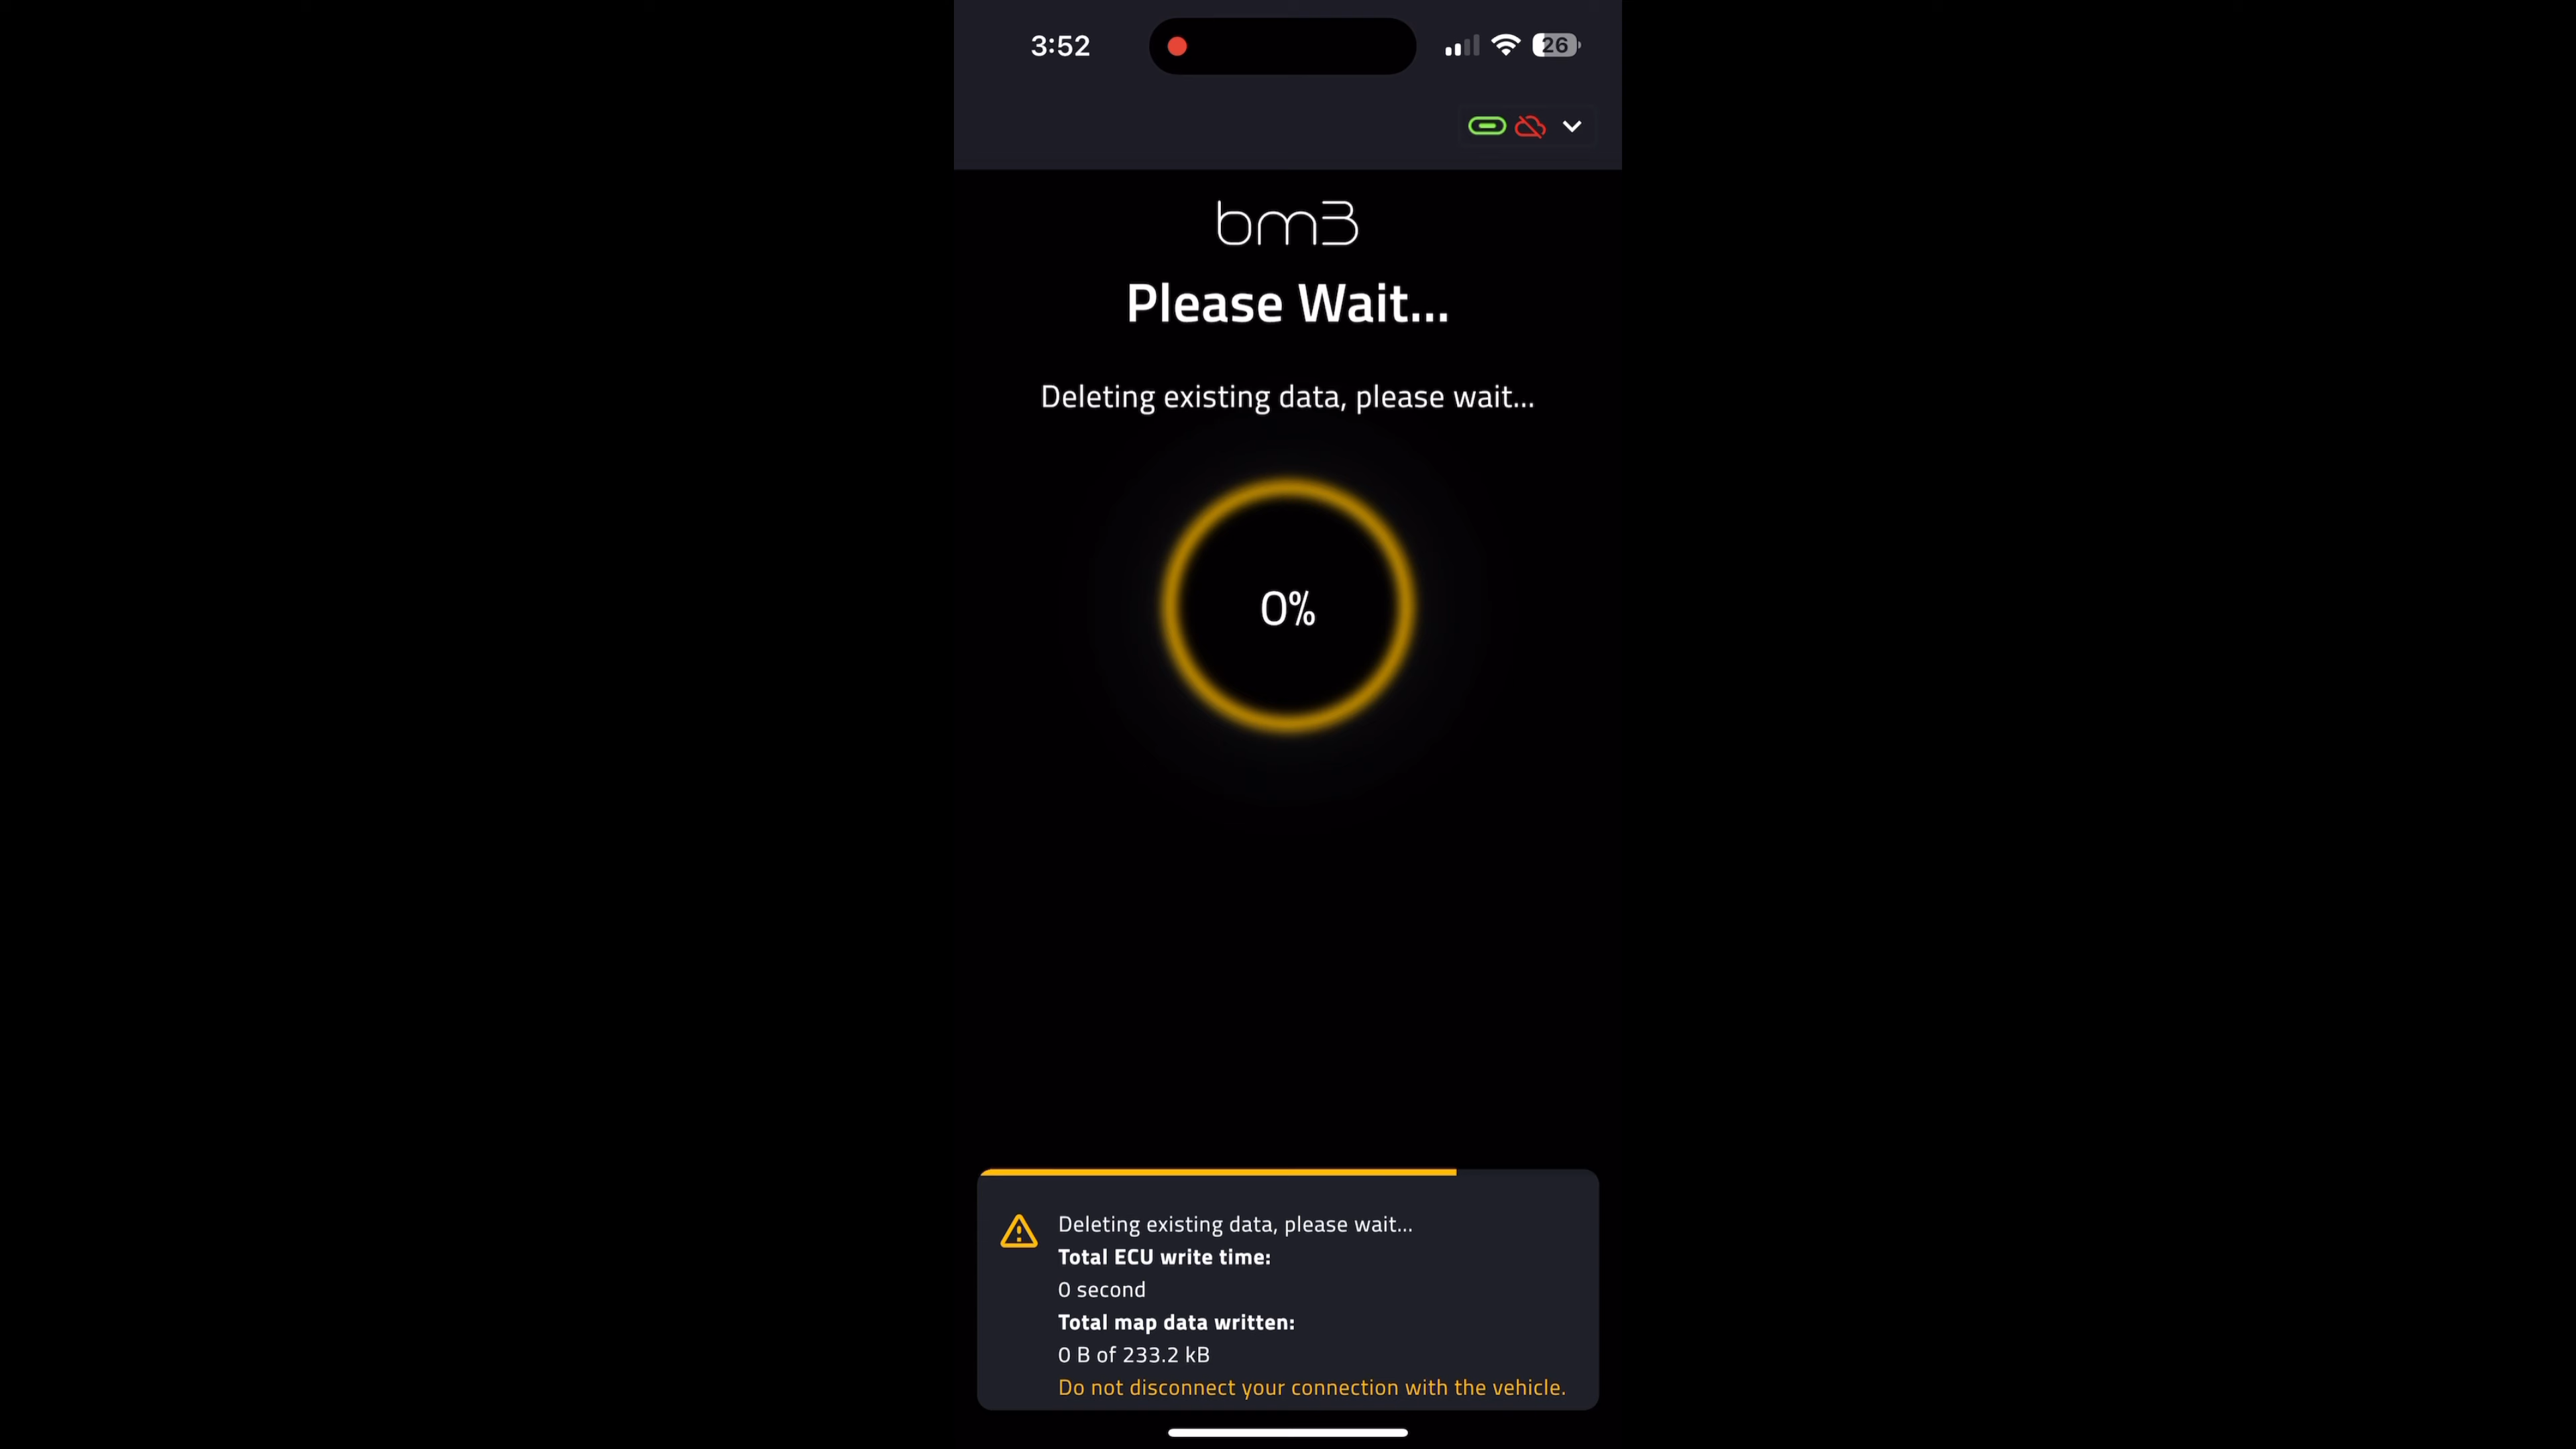 3:52
26
bm3
Please Wait...
Deleting existing data, please wait...
0%
Deleting existing data, please wait...
Total ECU write time:
0 second
Total map data written:
0 B of 233.2 kB
Do not disconnect your connection with the vehicle.